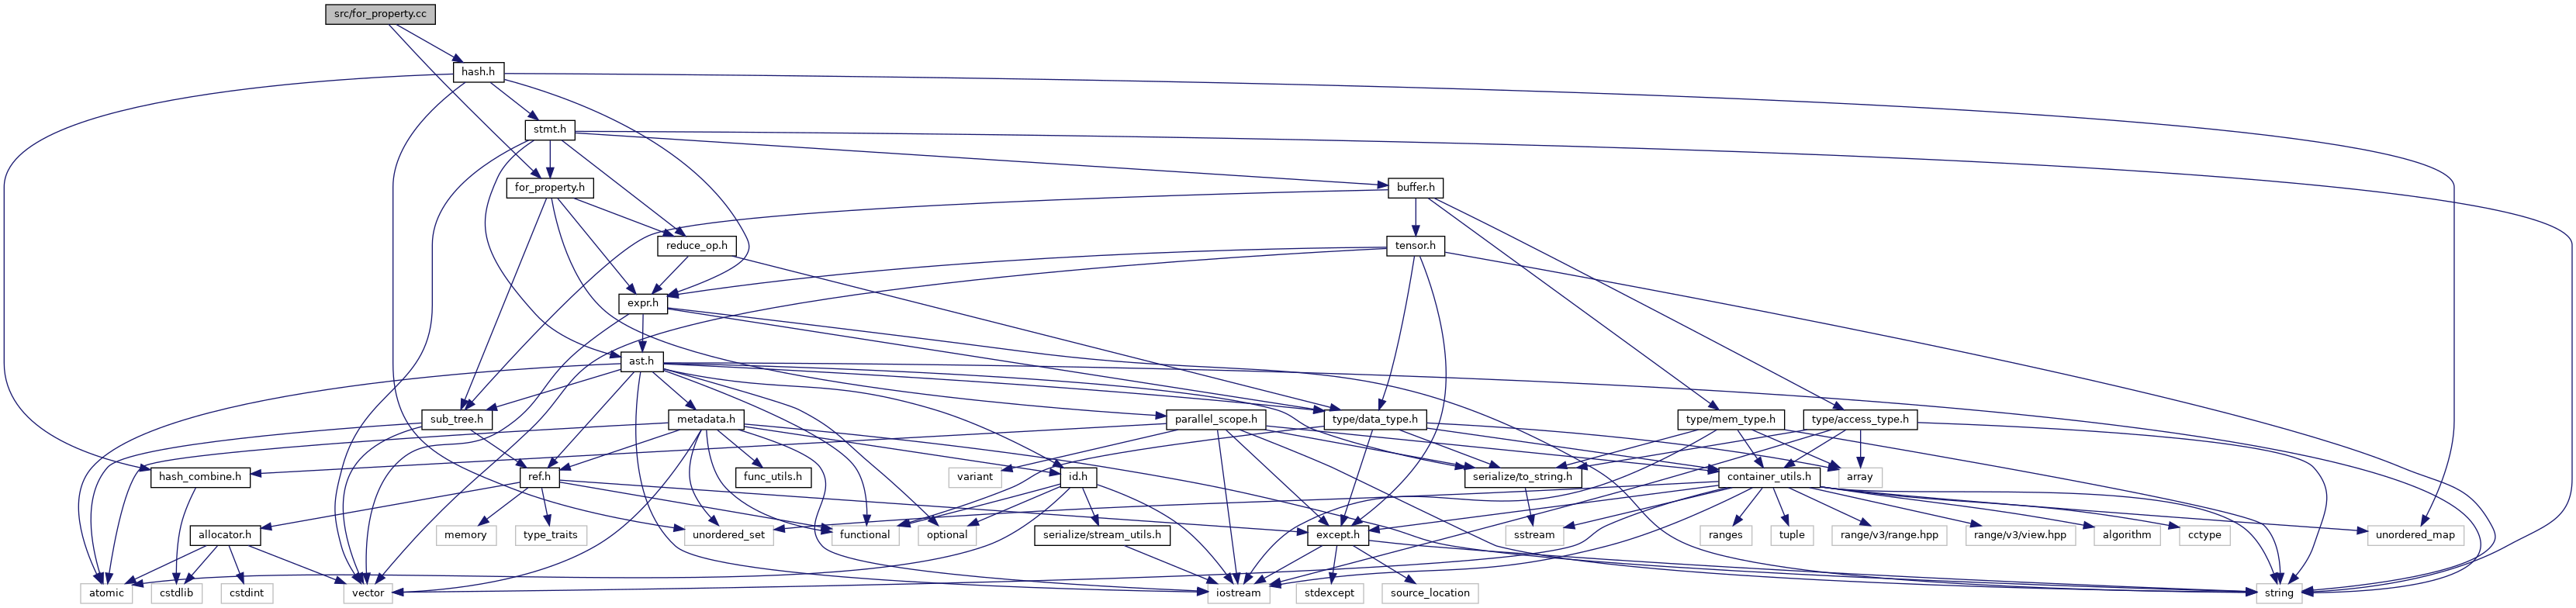 src/for_property.cc
hash.h
stmt.h
for_property.h
buffer.h
reduce_op.h
tensor.h
expr.h
ast.h
sub_tree.h
metadata.h
parallel_scope.h
type/data_type.h
type/mem_type.h
type/access_type.h
hash_combine.h
ref.h
func_utils.h
variant
id.h
serialize/to_string.h
container_utils.h
array
allocator.h
memory
type_traits
unordered_set
functional
optional
serialize/stream_utils.h
except.h
sstream
ranges
tuple
range/v3/range.hpp
range/v3/view.hpp
algorithm
cctype
unordered_map
atomic
cstdlib
cstdint
vector
iostream
stdexcept
source_location
string